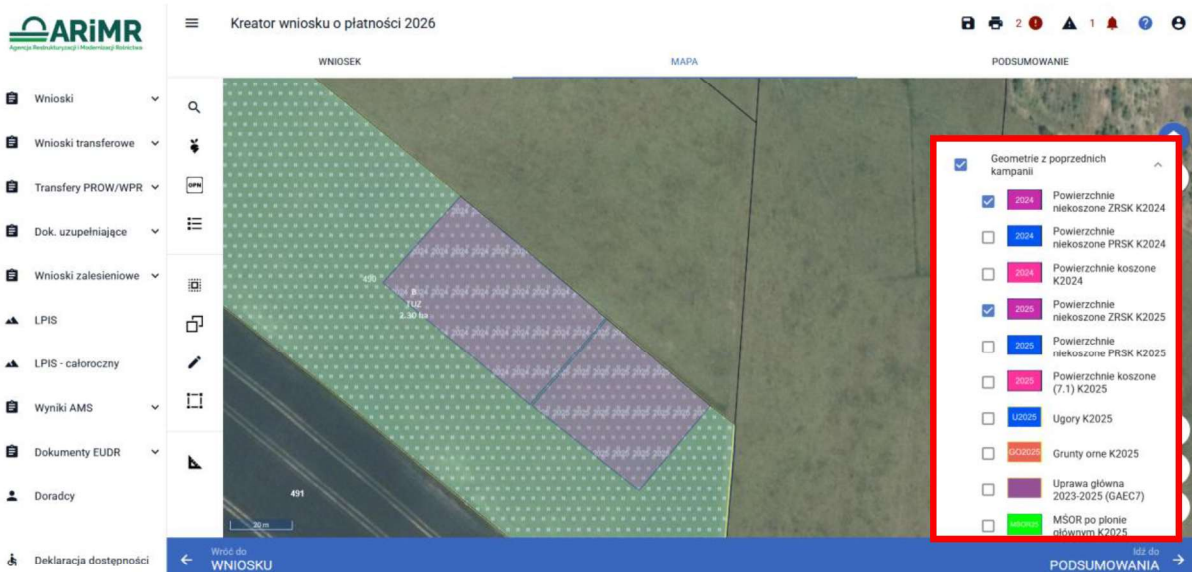 ARiMR
Agencja Restrukturyzacji i Modernizacji Rolnictwa
Kreator wniosku o płatności 2026
2
1
WNIOSEK
MAPA
PODSUMOWANIE
Wnioski
Wnioski transferowe
Transfery PROW/WPR
Dok. uzupełniające
Wnioski zalesieniowe
LPIS
LPIS - całoroczny
Wyniki AMS
Dokumenty EUDR
Doradcy
Deklaracja dostępności
OPN
490
B
TUZ
2.30 ha
491
20 m
Geometrie z poprzednich
kampanii
2024
Powierzchnie
niekoszone ZRSK K2024
2024
Powierzchnie
niekoszone PRSK K2024
2024
Powierzchnie koszone
K2024
2025
Powierzchnie
niekoszone ZRSK K2025
2025
Powierzchnie
niekoszone PRSK K2025
2025
Powierzchnie koszone
(7.1) K2025
U2025
Ugory K2025
GO2025
Grunty orne K2025
Uprawa główna
2023-2025 (GAEC7)
MŚOR po plonie
głównym K2025
Wróć do
WNIOSKU
Idź do
PODSUMOWANIA